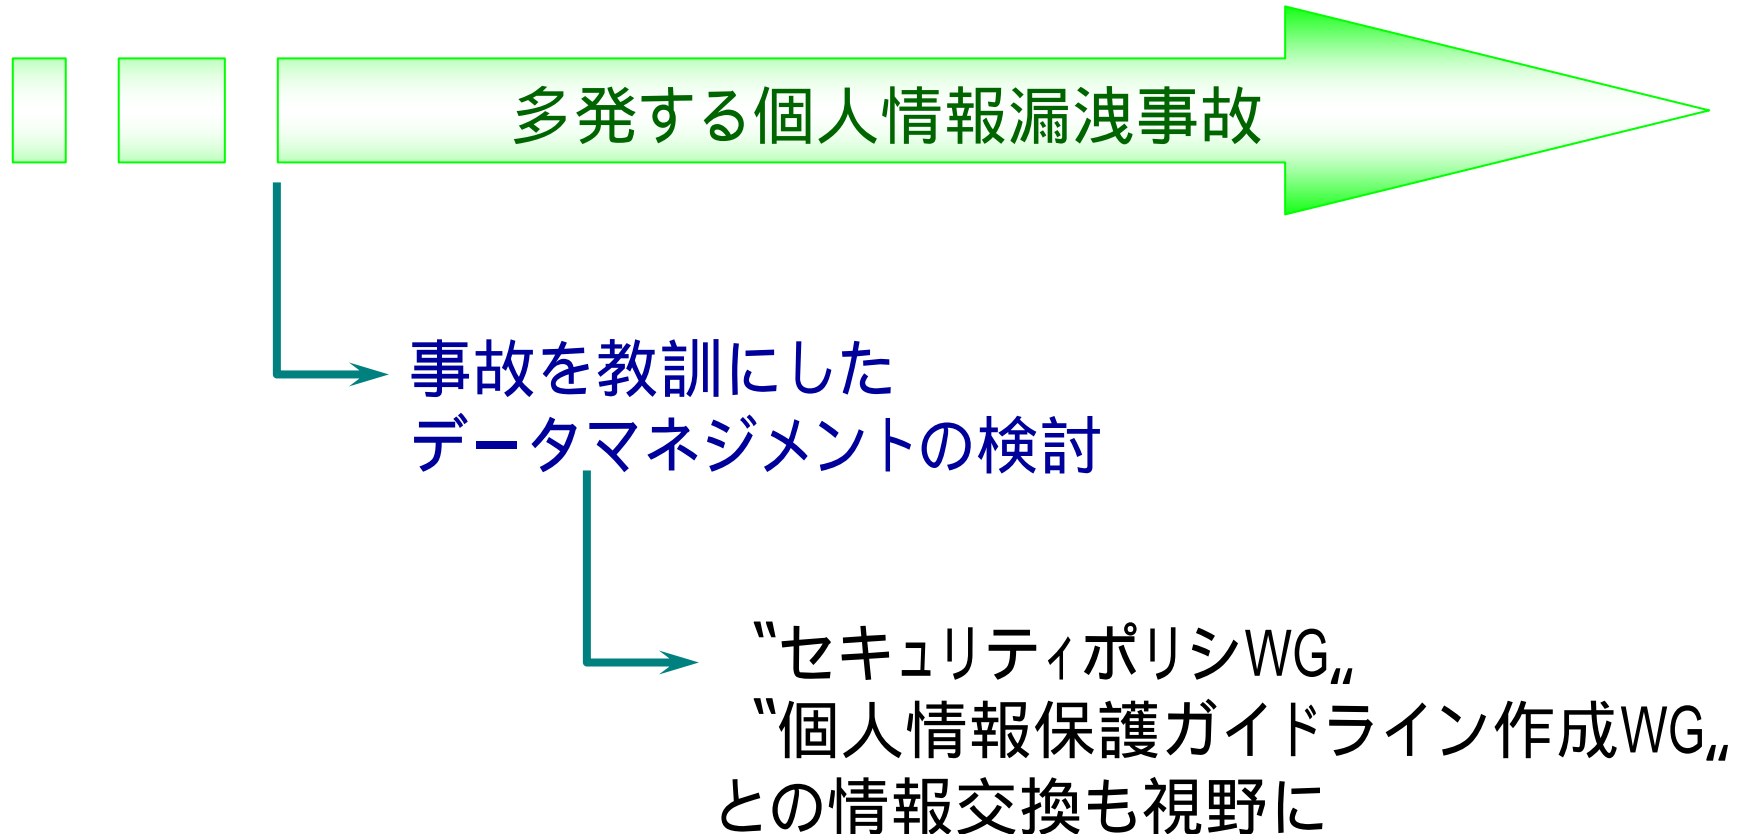 多発する個人情報漏洩事故
事故を教訓にした
データマネジメントの検討
〝セキュリティポリシWG〟
〝個人情報保護ガイドライン作成WG〟
との情報交換も視野に